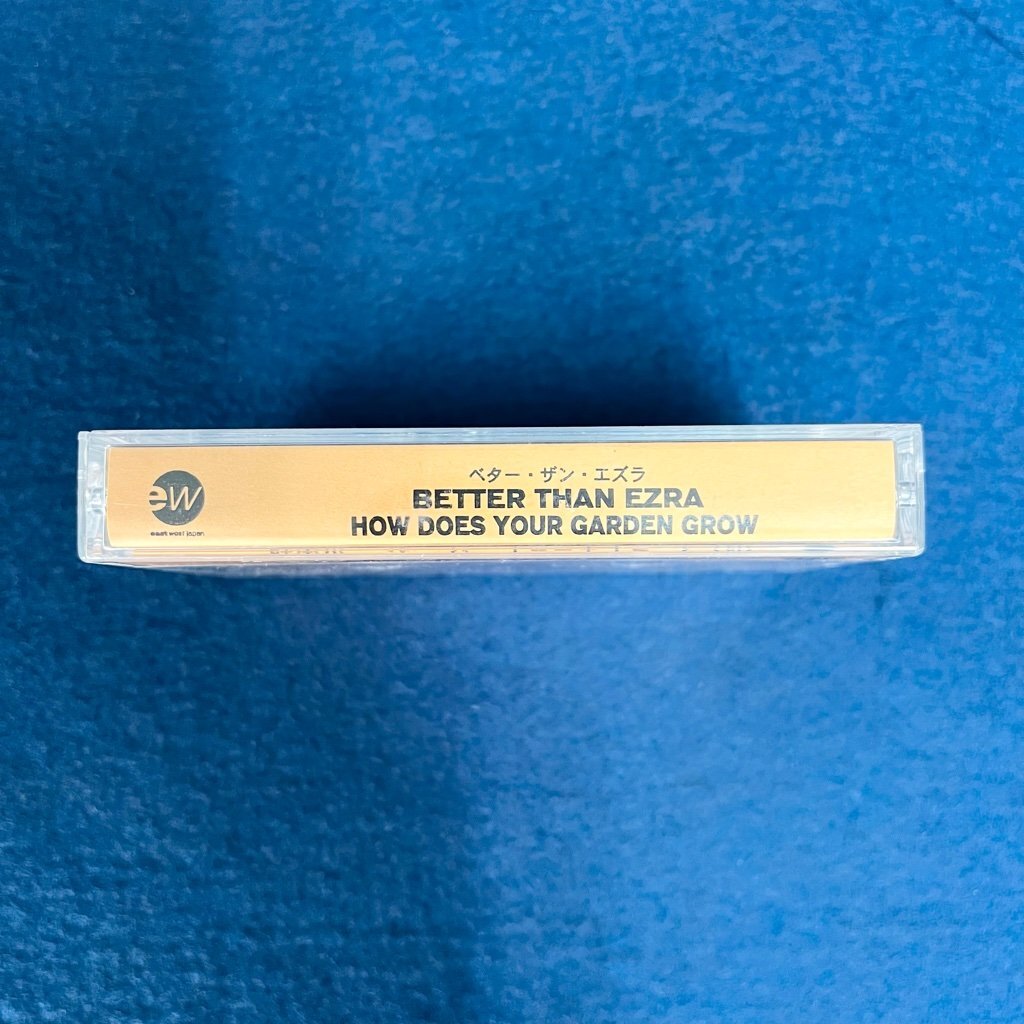 ベター・ザン・エズラ
BETTER THAN EZRA
HOW DOES YOUR GARDEN GROW
ew
east west japan